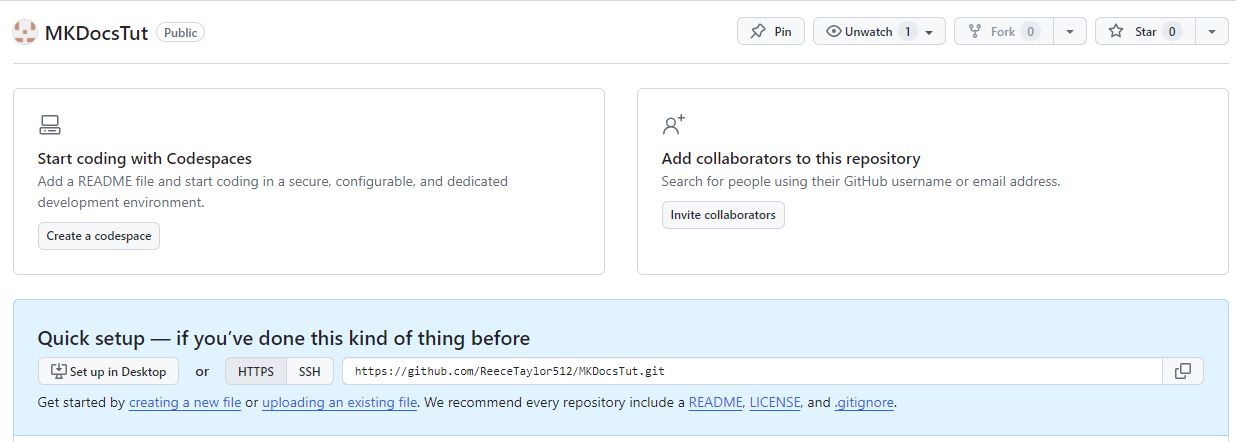 MKDocsTut Public Pin Unwatch 1 Fork 0 Star 0
Start coding with Codespaces
Add a README file and start coding in a secure, configurable, and dedicated
development environment.
Create a codespace
Add collaborators to this repository
Search for people using their GitHub username or email address.
Invite collaborators
Quick setup — if you’ve done this kind of thing before
Set up in Desktop or HTTPS SSH https://github.com/ReeceTaylor512/MKDocsTut.git
Get started by creating a new file or uploading an existing file. We recommend every repository include a README, LICENSE, and .gitignore.